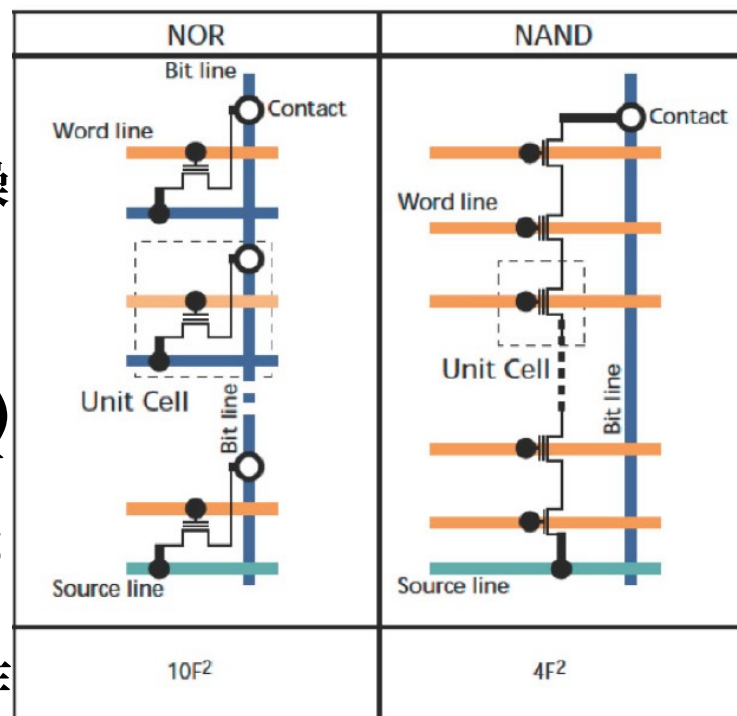 NOR
NAND
Bit line
Contact
Word line
Unit Cell
Bit line
Source line
Contact
Word line
Unit Cell
Bit line
Source line
10F²
4F²